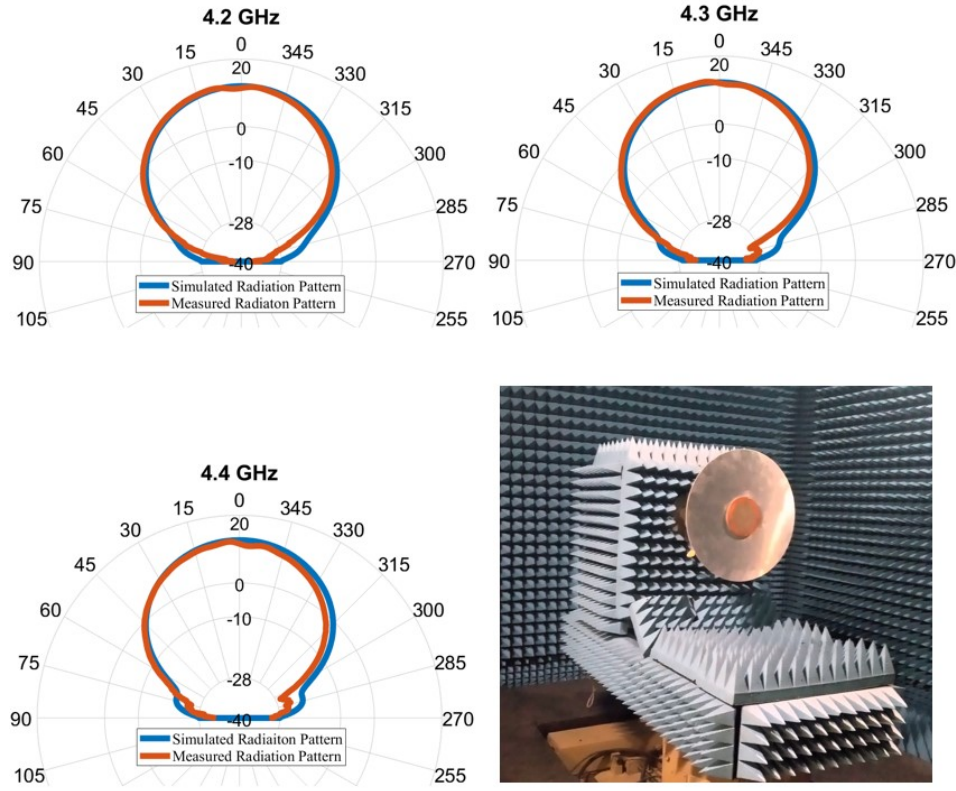 4.2 GHz
0
15 345
20
30 330
45 315
0
60 -10 300
75 285
-28
90 -40 270
Simulated Radiation Pattern
Measured Radiation Pattern
105 255
4.3 GHz
0
15 345
20
30 330
45 315
0
60 -10 300
75 285
-28
90 -40 270
Simulated Radiation Pattern
Measured Radiation Pattern
105 255
4.4 GHz
0
15 345
20
30 330
45 315
0
60 -10 300
75 285
-28
90 -40 270
Simulated Radiaiton Pattern
Measured Radiation Pattern
105 255